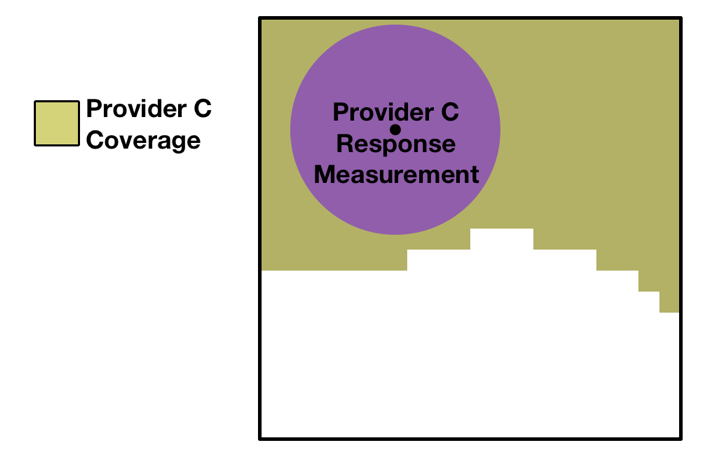 Provider C
Coverage
Provider C
Response
Measurement